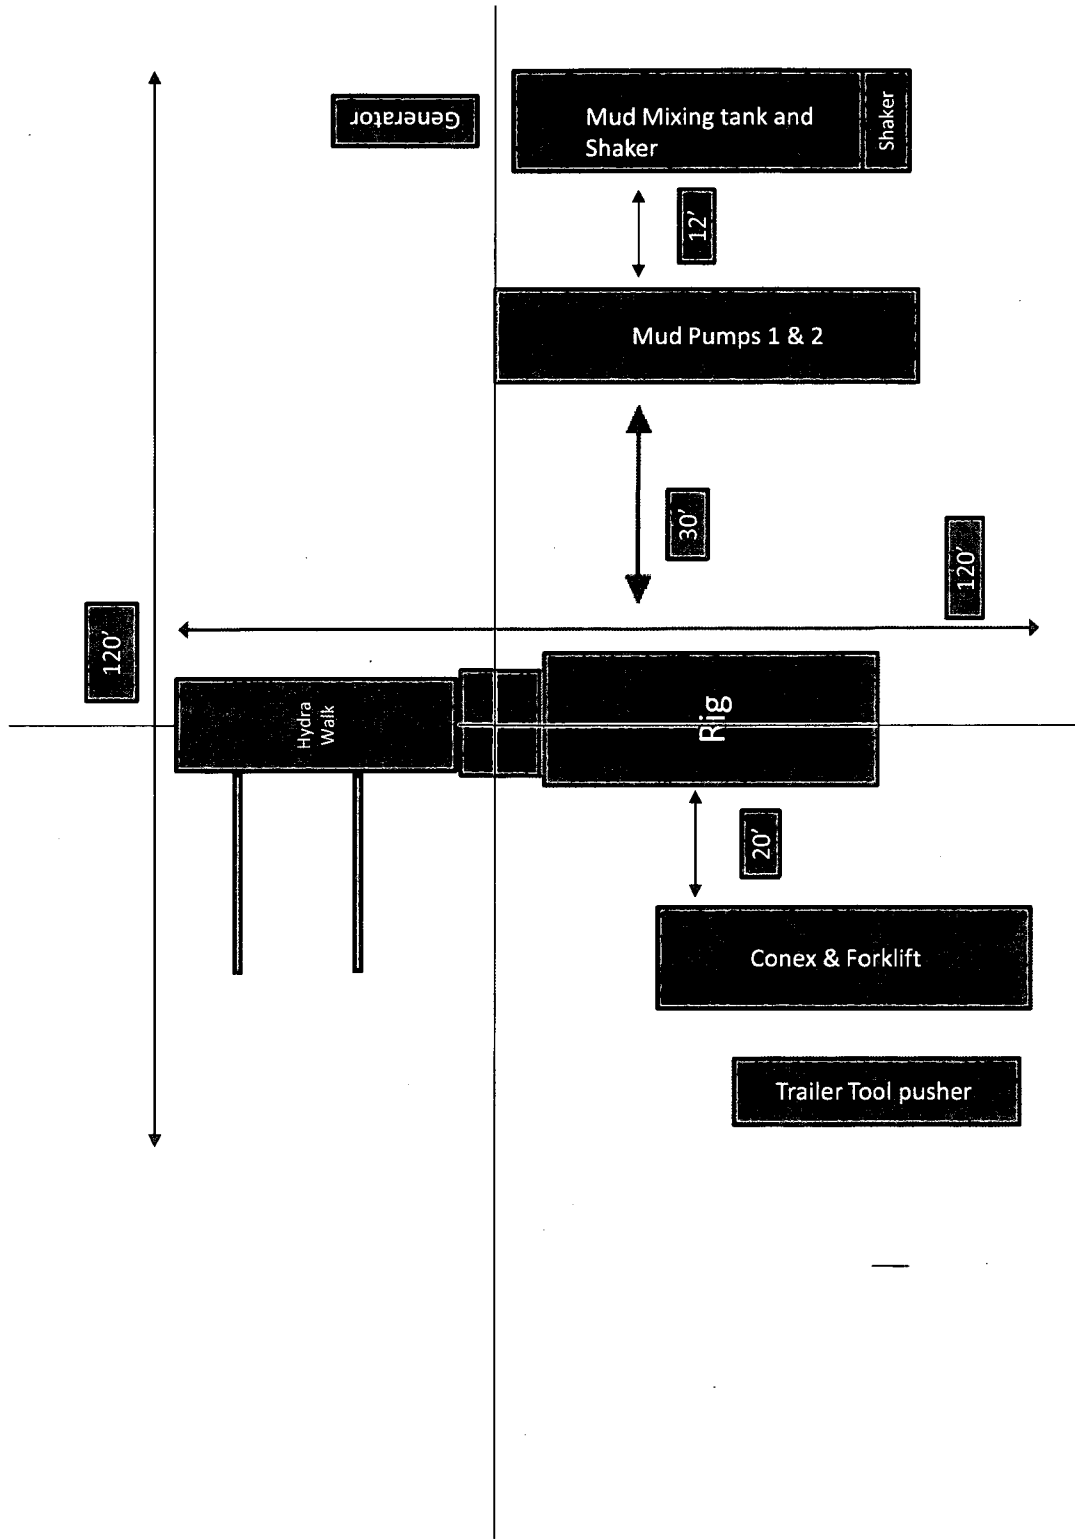 Generator
Mud Mixing tank and
Shaker
Shaker
12'
Mud Pumps 1 & 2
30'
120'
120'
Hydra
Walk
Rig
20'
Conex & Forklift
Trailer Tool pusher